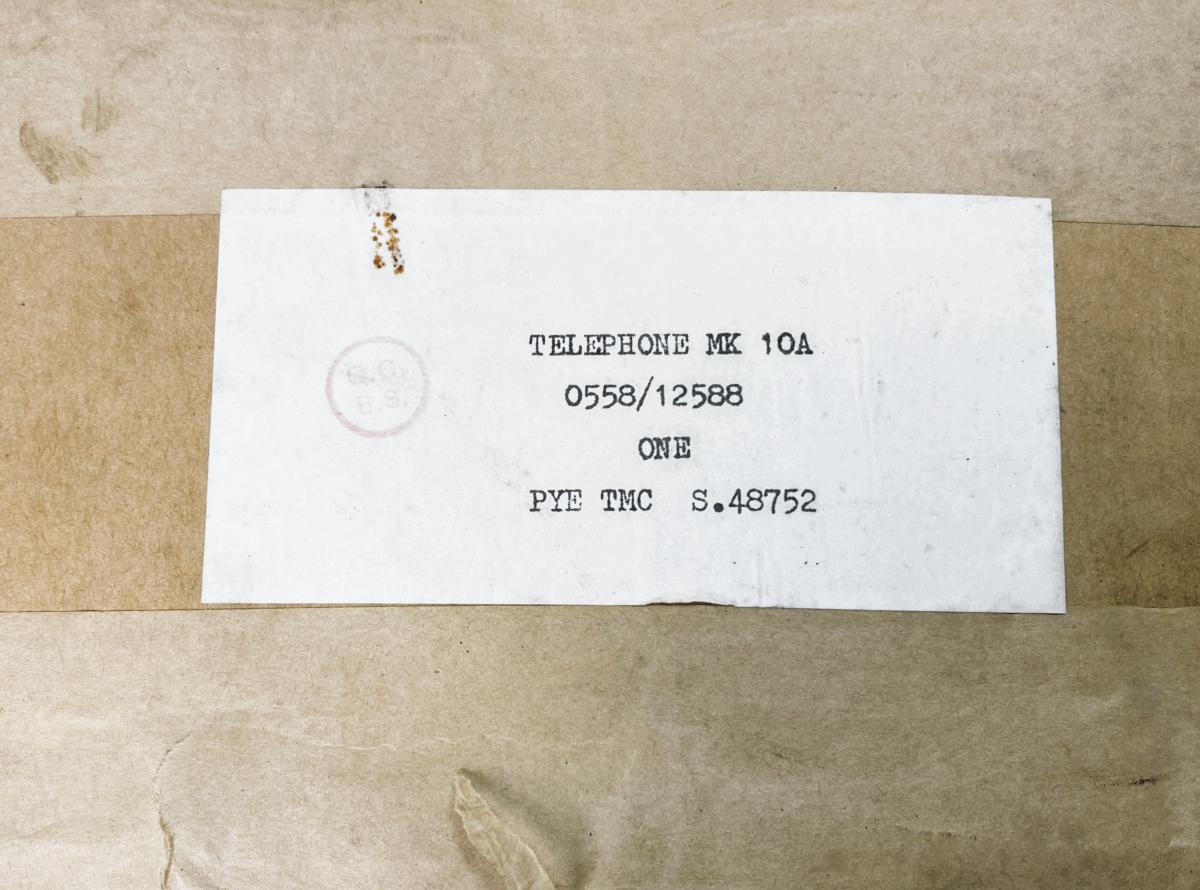 TELEPHONE MK 10A
0558/12588
ONE
PYE TMC S.48752